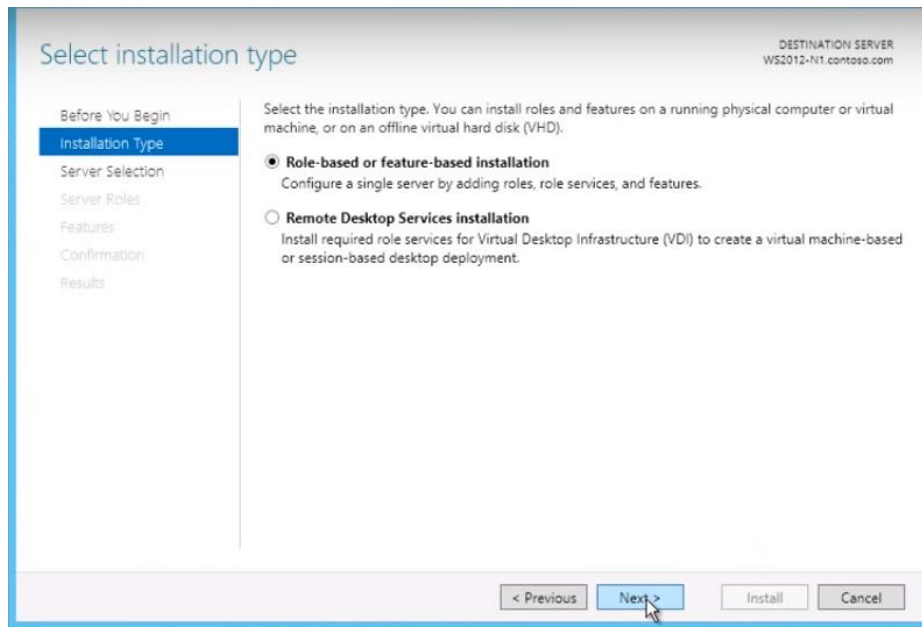 Select installation type
DESTINATION SERVER
WS2012-N1.contoso.com
Before You Begin
Installation Type
Server Selection
Server Roles
Features
Confirmation
Results
Select the installation type. You can install roles and features on a running physical computer or virtual
machine, or on an offline virtual hard disk (VHD).
Role-based or feature-based installation
Configure a single server by adding roles, role services, and features.
Remote Desktop Services installation
Install required role services for Virtual Desktop Infrastructure (VDI) to create a virtual machine-based
or session-based desktop deployment.
< Previous
Next >
Install
Cancel